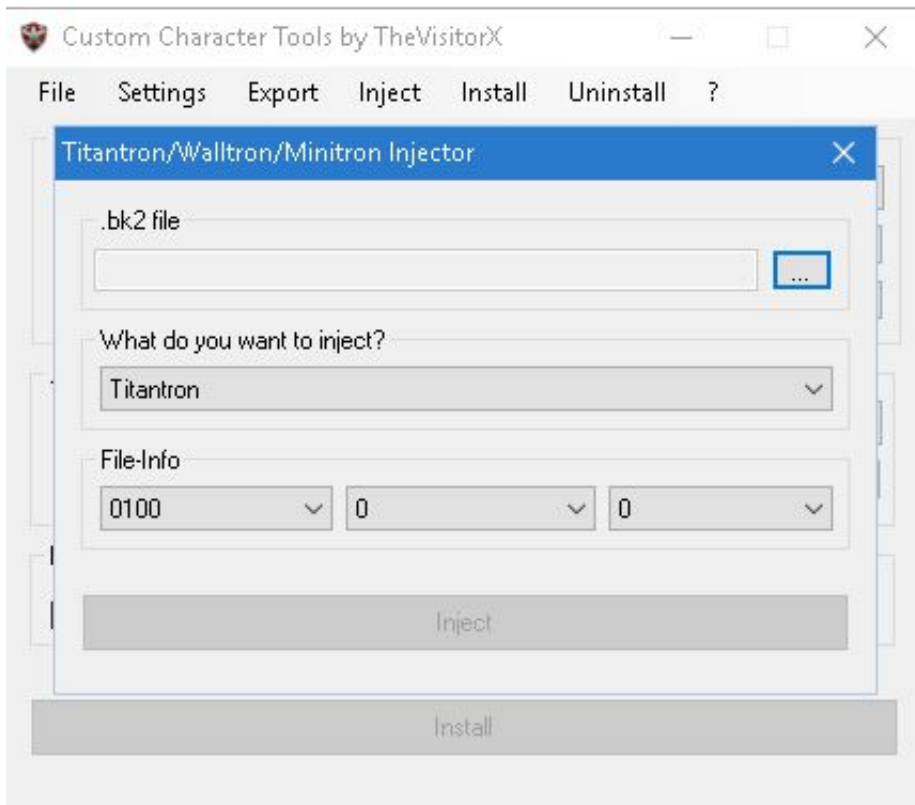 Custom Character Tools by TheVisitorX
File Settings Export Inject Install Uninstall ?
Titantron/Walltron/Minitron Injector
.bk2 file
...
What do you want to inject?
Titantron
File-Info
0100 0 0
Inject
Install